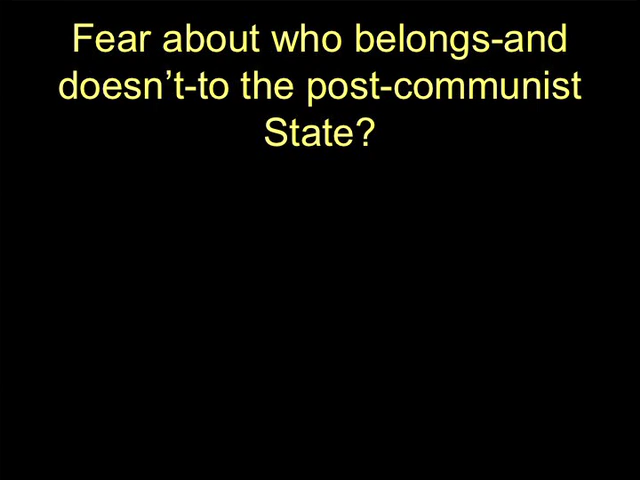 Fear about who belongs-and
doesn’t-to the post-communist
State?